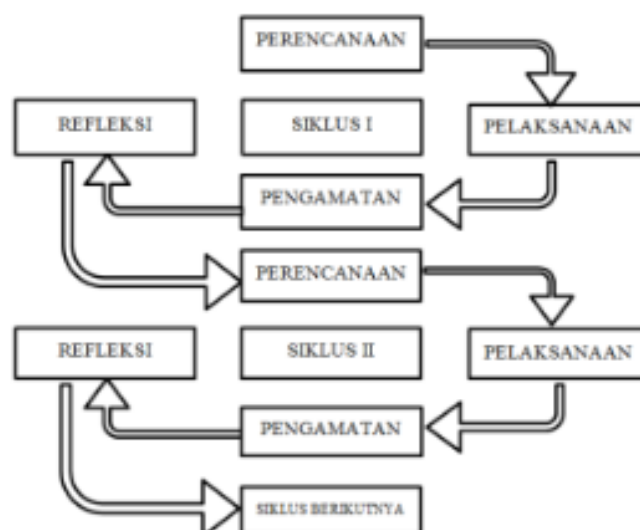 PERENCANAAN
REFLEKSI
SIKLUS I
PELAKSANAAN
PENGAMATAN
PERENCANAAN
REFLEKSI
SIKLUS II
PELAKSANAAN
PENGAMATAN
SIKLUS BERIKUTNYA